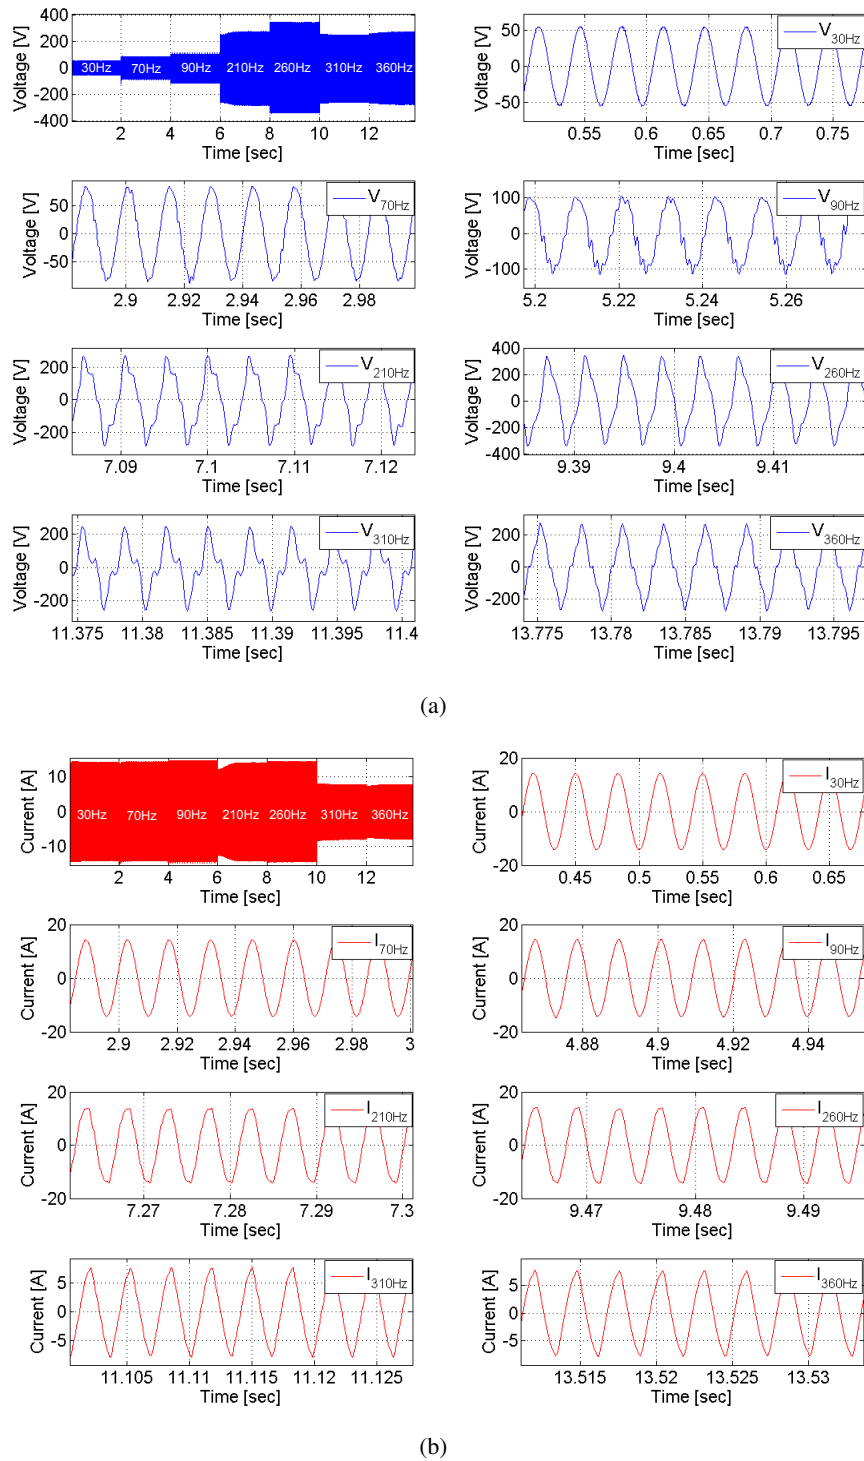 400
200
0
-200
-400
Voltage [V]
30Hz
70Hz
90Hz
210Hz
260Hz
310Hz
360Hz
2 4 6 8 10 12
Time [sec]
50
0
-50
Voltage [V]
V30Hz
0.55 0.6 0.65 0.7 0.75
Time [sec]
50
0
-50
Voltage [V]
V70Hz
2.9 2.92 2.94 2.96 2.98
Time [sec]
100
0
-100
Voltage [V]
V90Hz
5.2 5.22 5.24 5.26
Time [sec]
200
0
-200
Voltage [V]
V210Hz
7.09 7.1 7.11 7.12
Time [sec]
400
200
0
-200
-400
Voltage [V]
V260Hz
9.39 9.4 9.41
Time [sec]
200
0
-200
Voltage [V]
V310Hz
11.375 11.38 11.385 11.39 11.395 11.4
Time [sec]
200
0
-200
Voltage [V]
V360Hz
13.775 13.78 13.785 13.79 13.795
Time [sec]
(a)
10
0
-10
Current [A]
30Hz
70Hz
90Hz
210Hz
260Hz
310Hz
360Hz
2 4 6 8 10 12
Time [sec]
20
0
-20
Current [A]
I30Hz
0.45 0.5 0.55 0.6 0.65
Time [sec]
20
0
-20
Current [A]
I70Hz
2.9 2.92 2.94 2.96 2.98 3
Time [sec]
20
0
-20
Current [A]
I90Hz
4.88 4.9 4.92 4.94
Time [sec]
20
0
-20
Current [A]
I210Hz
7.27 7.28 7.29 7.3
Time [sec]
20
0
-20
Current [A]
I260Hz
9.47 9.48 9.49
Time [sec]
5
0
-5
Current [A]
I310Hz
11.105 11.11 11.115 11.12 11.125
Time [sec]
5
0
-5
Current [A]
I360Hz
13.515 13.52 13.525 13.53
Time [sec]
(b)